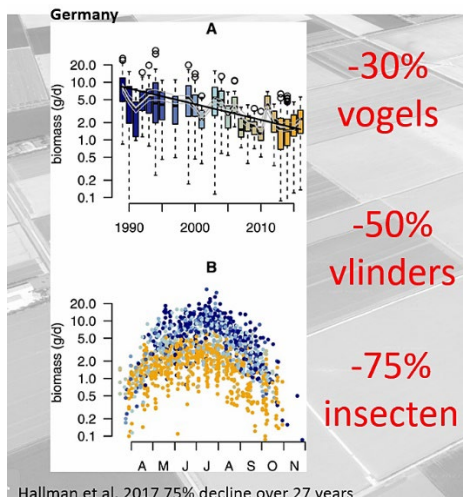 Germany
A
biomass (g/d)
20.0
10.0
5.0
2.0
1.0
0.5
0.2
0.1
1990 2000 2010
B
biomass (g/d)
20.0
10.0
5.0
2.0
1.0
0.5
0.2
0.1
A M J J A S O N
-30%
vogels
-50%
vlinders
-75%
insecten
Hallman et al. 2017 75% decline over 27 years